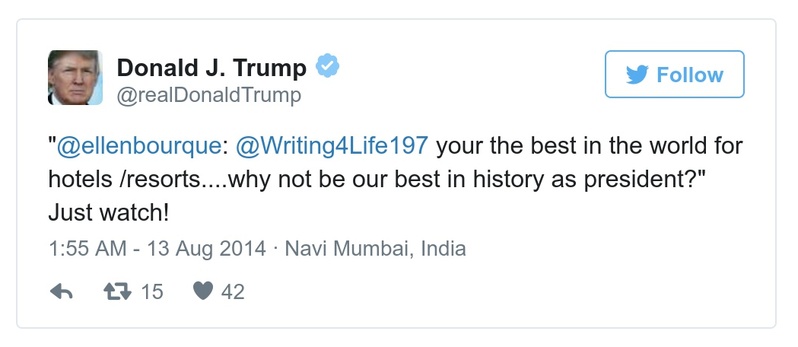 Donald J. Trump
Follow
@realDonaldTrump
"@ellenbourque: @Writing4Life197 your the best in the world for
hotels /resorts....why not be our best in history as president?"
Just watch!
1:55 AM - 13 Aug 2014 · Navi Mumbai, India
15 42